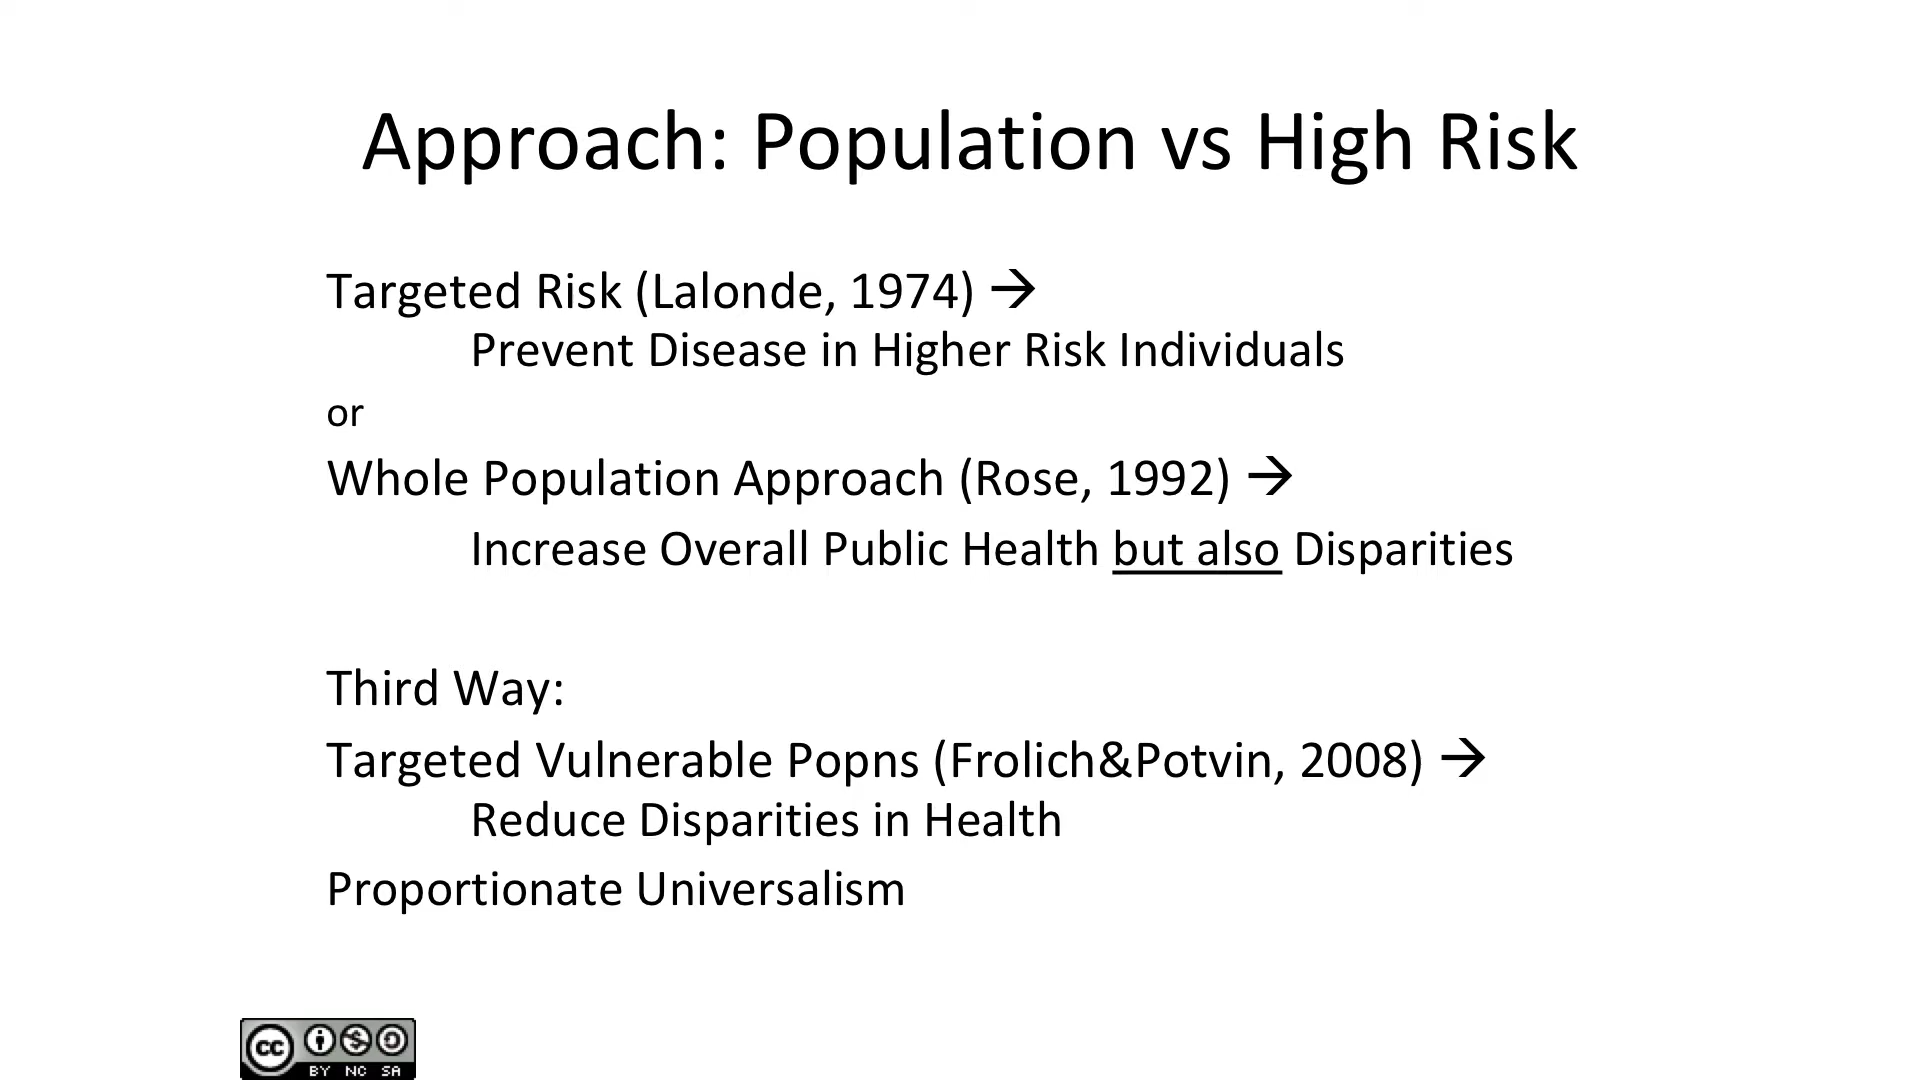 Approach: Population vs High Risk
Targeted Risk (Lalonde, 1974) →
Prevent Disease in Higher Risk Individuals
or
Whole Population Approach (Rose, 1992) →
Increase Overall Public Health but also Disparities
Third Way:
Targeted Vulnerable Popns (Frolich&Potvin, 2008) →
Reduce Disparities in Health
Proportionate Universalism
cc
BY NC SA